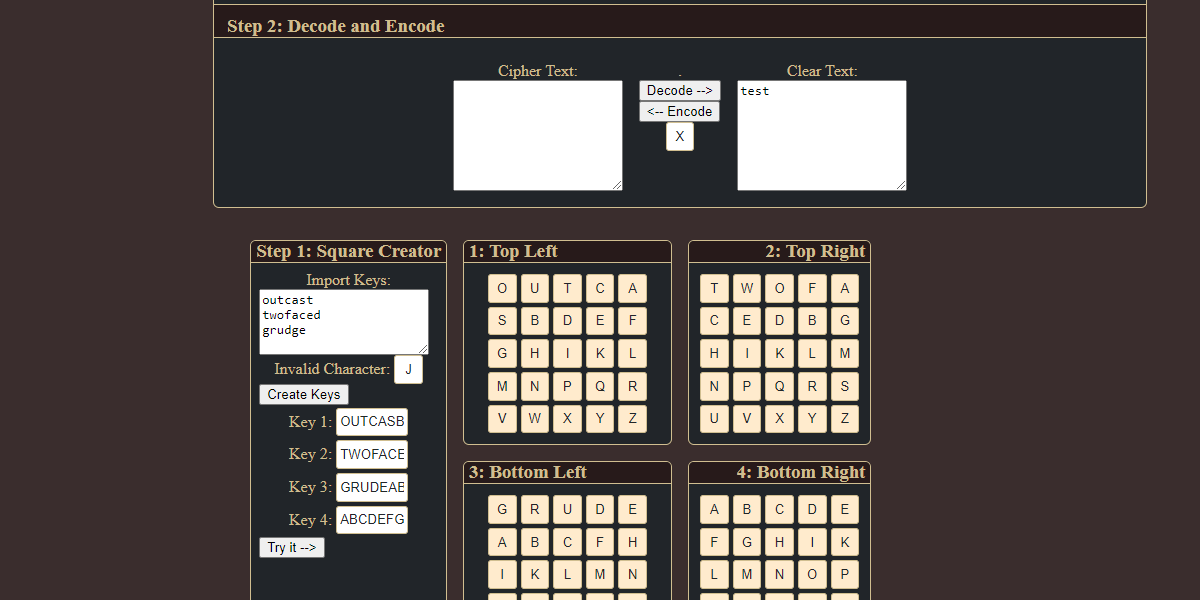 Step 2: Decode and Encode
Cipher Text:
.
Clear Text:
Decode -->
test
<-- Encode
X
Step 1: Square Creator
Import Keys:
outcast
twofaced
grudge
Invalid Character: J
Create Keys
Key 1: OUTCASB
Key 2: TWOFACE
Key 3: GRUDEAB
Key 4: ABCDEFG
Try it -->
1: Top Left
O U T C A
S B D E F
G H I K L
M N P Q R
V W X Y Z
2: Top Right
T W O F A
C E D B G
H I K L M
N P Q R S
U V X Y Z
3: Bottom Left
G R U D E
A B C F H
I K L M N
4: Bottom Right
A B C D E
F G H I K
L M N O P